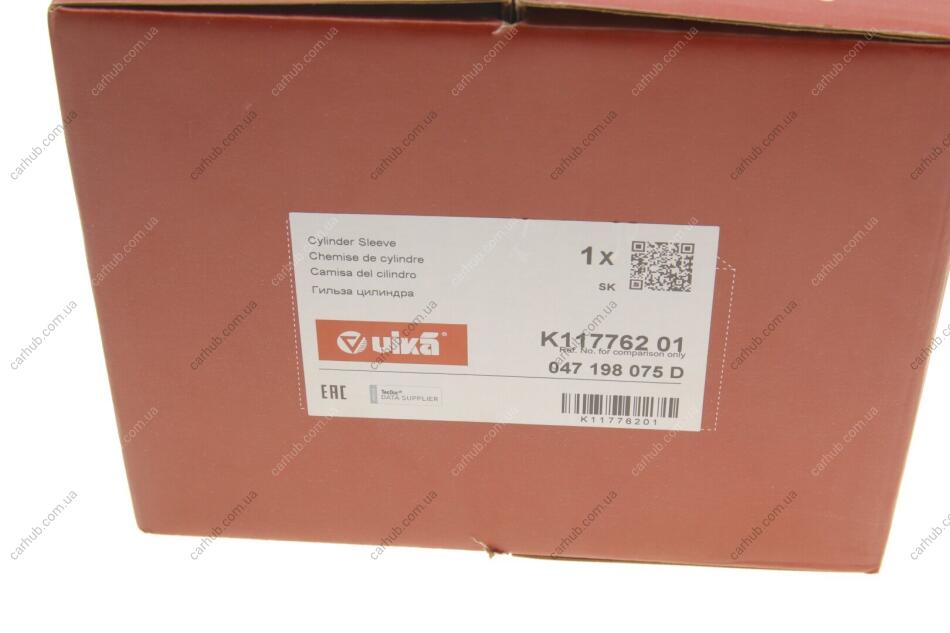 Cylinder Sleeve
Chemise de cylindre
Camisa del cilindro
Гильза цилиндра
1 x
SK
vika®
K117762 01
Ref. No. for comparison only
047 198 075 D
EAC
TecDoc®
DATA SUPPLIER
K11776201
carhub.com.ua